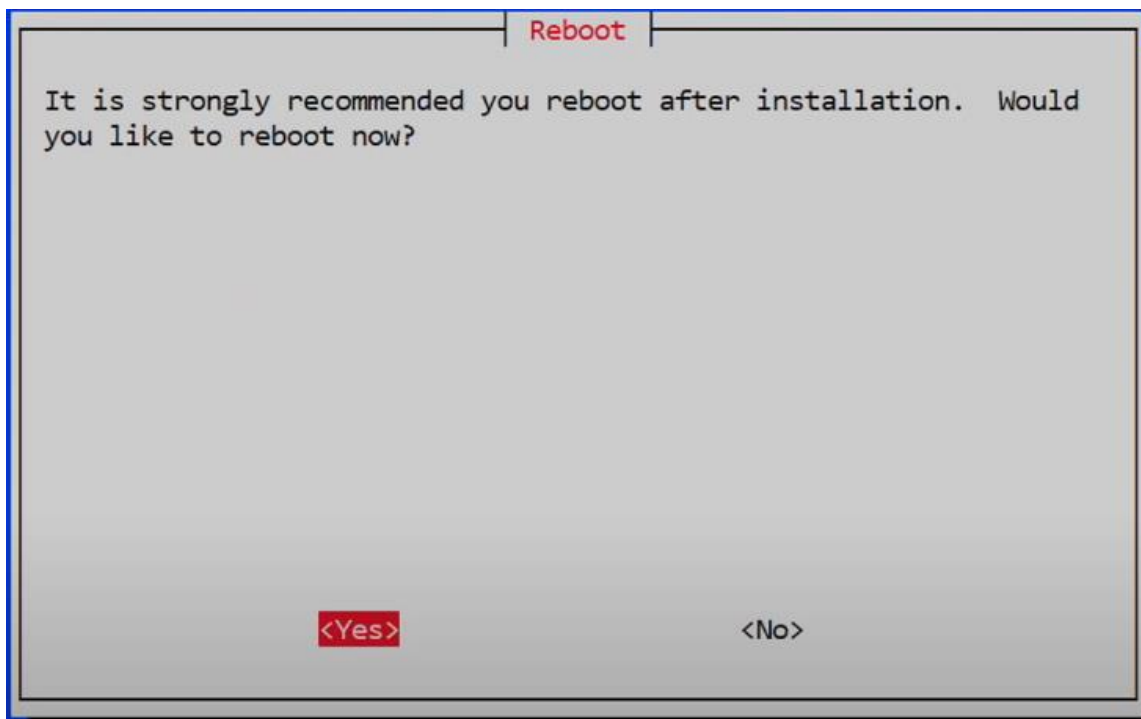 Reboot
It is strongly recommended you reboot after installation.  Would
you like to reboot now?
<Yes>
<No>